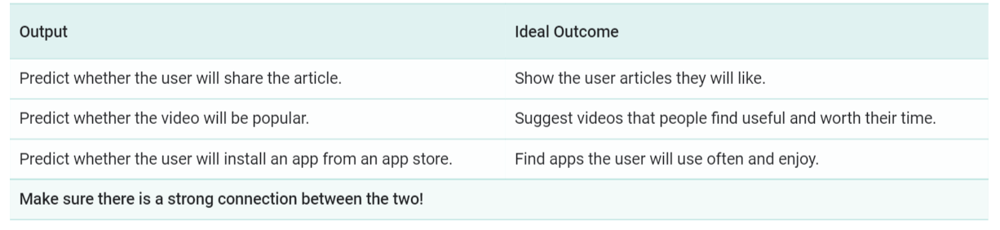 Output Ideal Outcome
Predict whether the user will share the article. Show the user articles they will like.
Predict whether the video will be popular. Suggest videos that people find useful and worth their time.
Predict whether the user will install an app from an app store. Find apps the user will use often and enjoy.
Make sure there is a strong connection between the two!